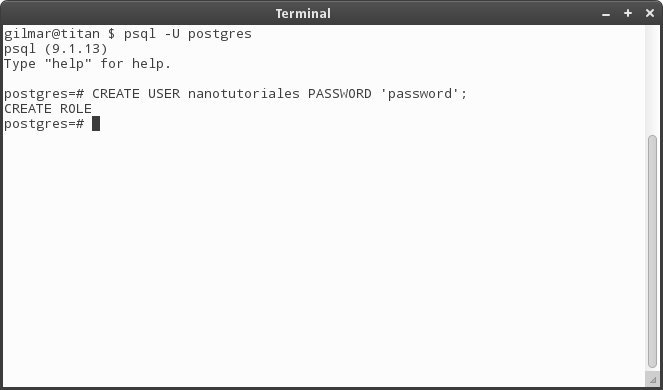 Terminal
gilmar@titan $ psql -U postgres
psql (9.1.13)
Type "help" for help.
postgres=# CREATE USER nanotutoriales PASSWORD 'password';
CREATE ROLE
postgres=#